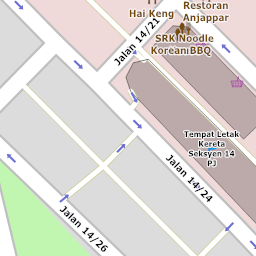 Restoran
Anjappar
Hai Keng
SRK Noodle
Korean BBQ
Jalan 14/21
Tempat Letak
Kereta
Seksyen 14
PJ
Jalan 14/24
Jalan 14/26